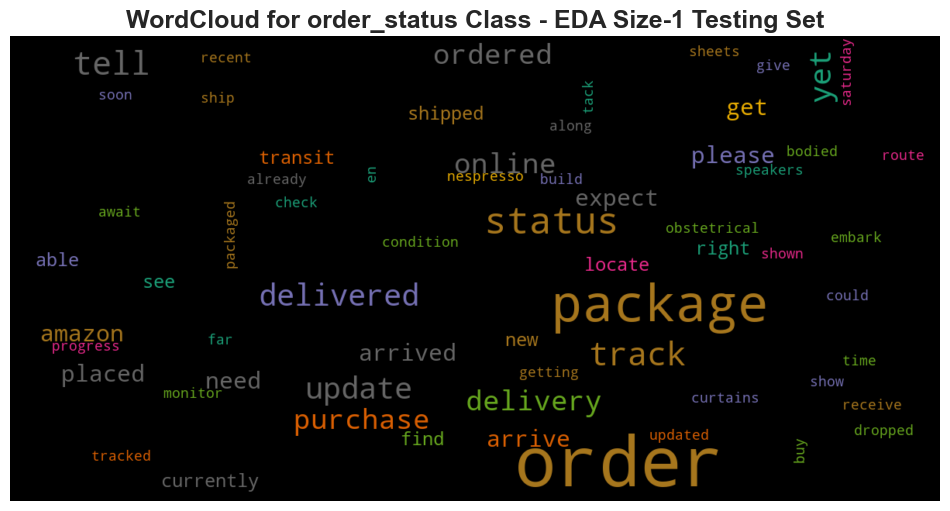 WordCloud for order_status Class - EDA Size-1 Testing Set
tell
recent
ordered
sheets
give
yet
saturday
soon
ship
shipped
tack
get
along
transit
online
please
bodied
route
already
en
nespresso
build
speakers
check
expect
await
packaged
status
obstetrical
condition
right
shown
embark
able
see
locate
delivered
package
could
amazon
progress
far
arrived
new
track
placed
need
getting
time
monitor
update
delivery
curtains
show
receive
purchase
find
arrive
updated
dropped
tracked
order
buy
currently